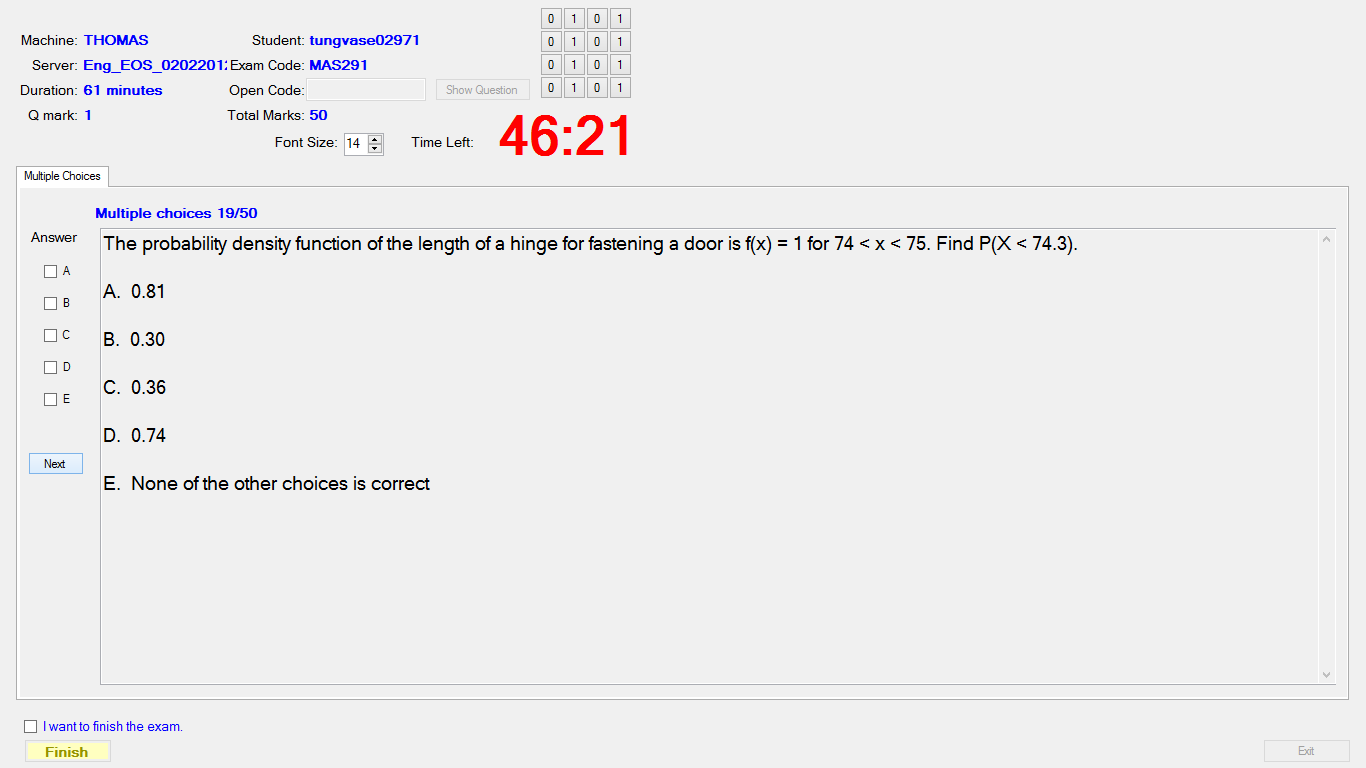 Machine: THOMAS
Student: tungvase02971
Server: Eng_EOS_0202201
Exam Code: MAS291
Duration: 61 minutes
Open Code:
Show Question
Q mark: 1
Total Marks: 50
0 1 0 1
0 1 0 1
0 1 0 1
0 1 0 1
Font Size: 14
Time Left: 46:21
Multiple Choices
Multiple choices 19/50
Answer
A
B
C
D
E
Next
The probability density function of the length of a hinge for fastening a door is f(x) = 1 for 74 < x < 75. Find P(X < 74.3).
A. 0.81
B. 0.30
C. 0.36
D. 0.74
E. None of the other choices is correct
I want to finish the exam.
Finish
Exit